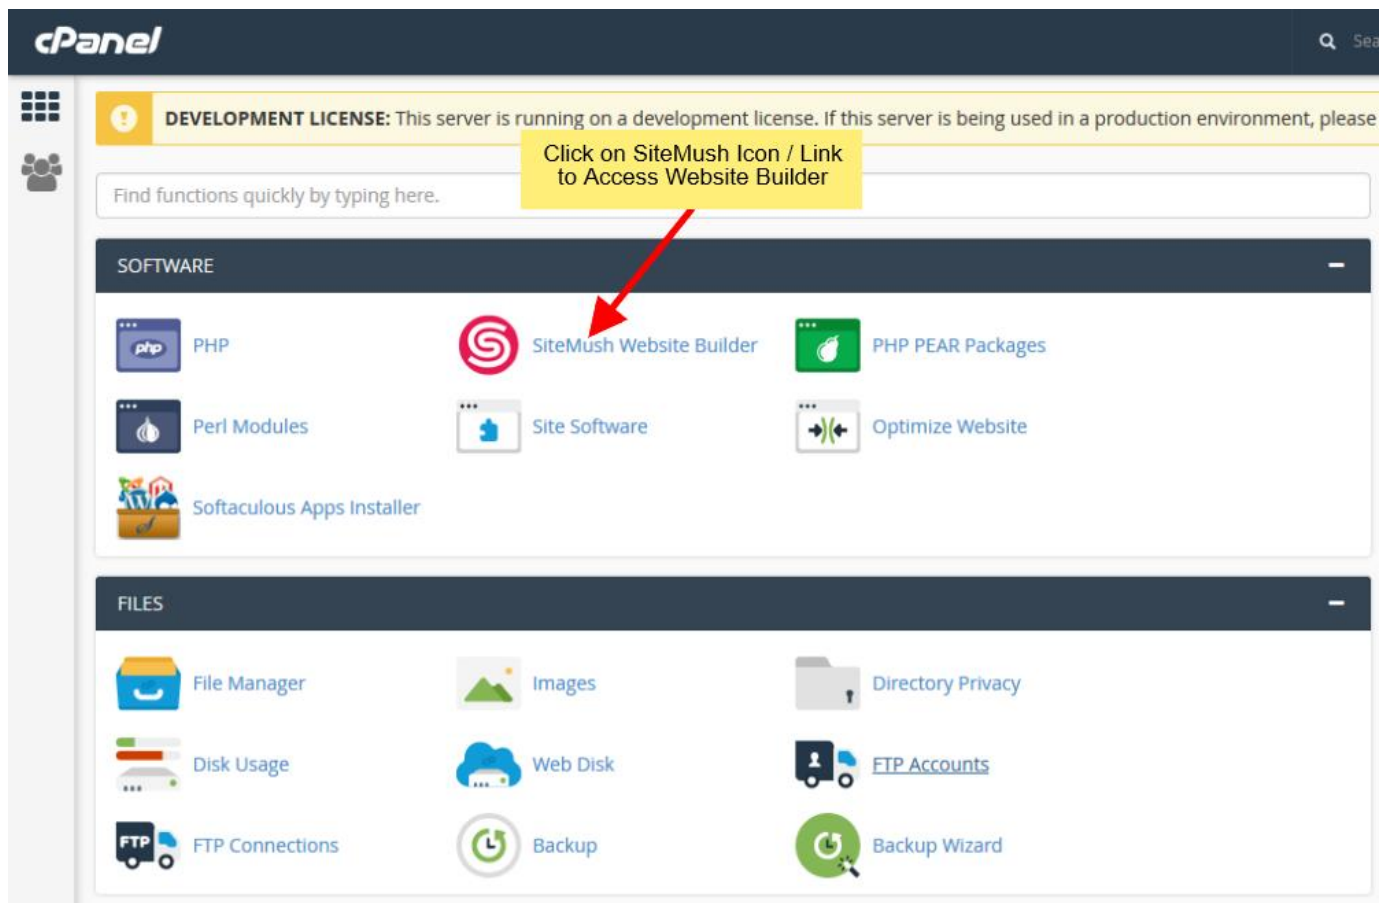 cPanel
Sea
DEVELOPMENT LICENSE: This server is running on a development license. If this server is being used in a production environment, please
Click on SiteMush Icon / Link
to Access Website Builder
Find functions quickly by typing here.
SOFTWARE
php PHP
SiteMush Website Builder
PHP PEAR Packages
Perl Modules
Site Software
Optimize Website
Softaculous Apps Installer
FILES
File Manager
Images
Directory Privacy
Disk Usage
Web Disk
FTP Accounts
FTP FTP Connections
Backup
Backup Wizard